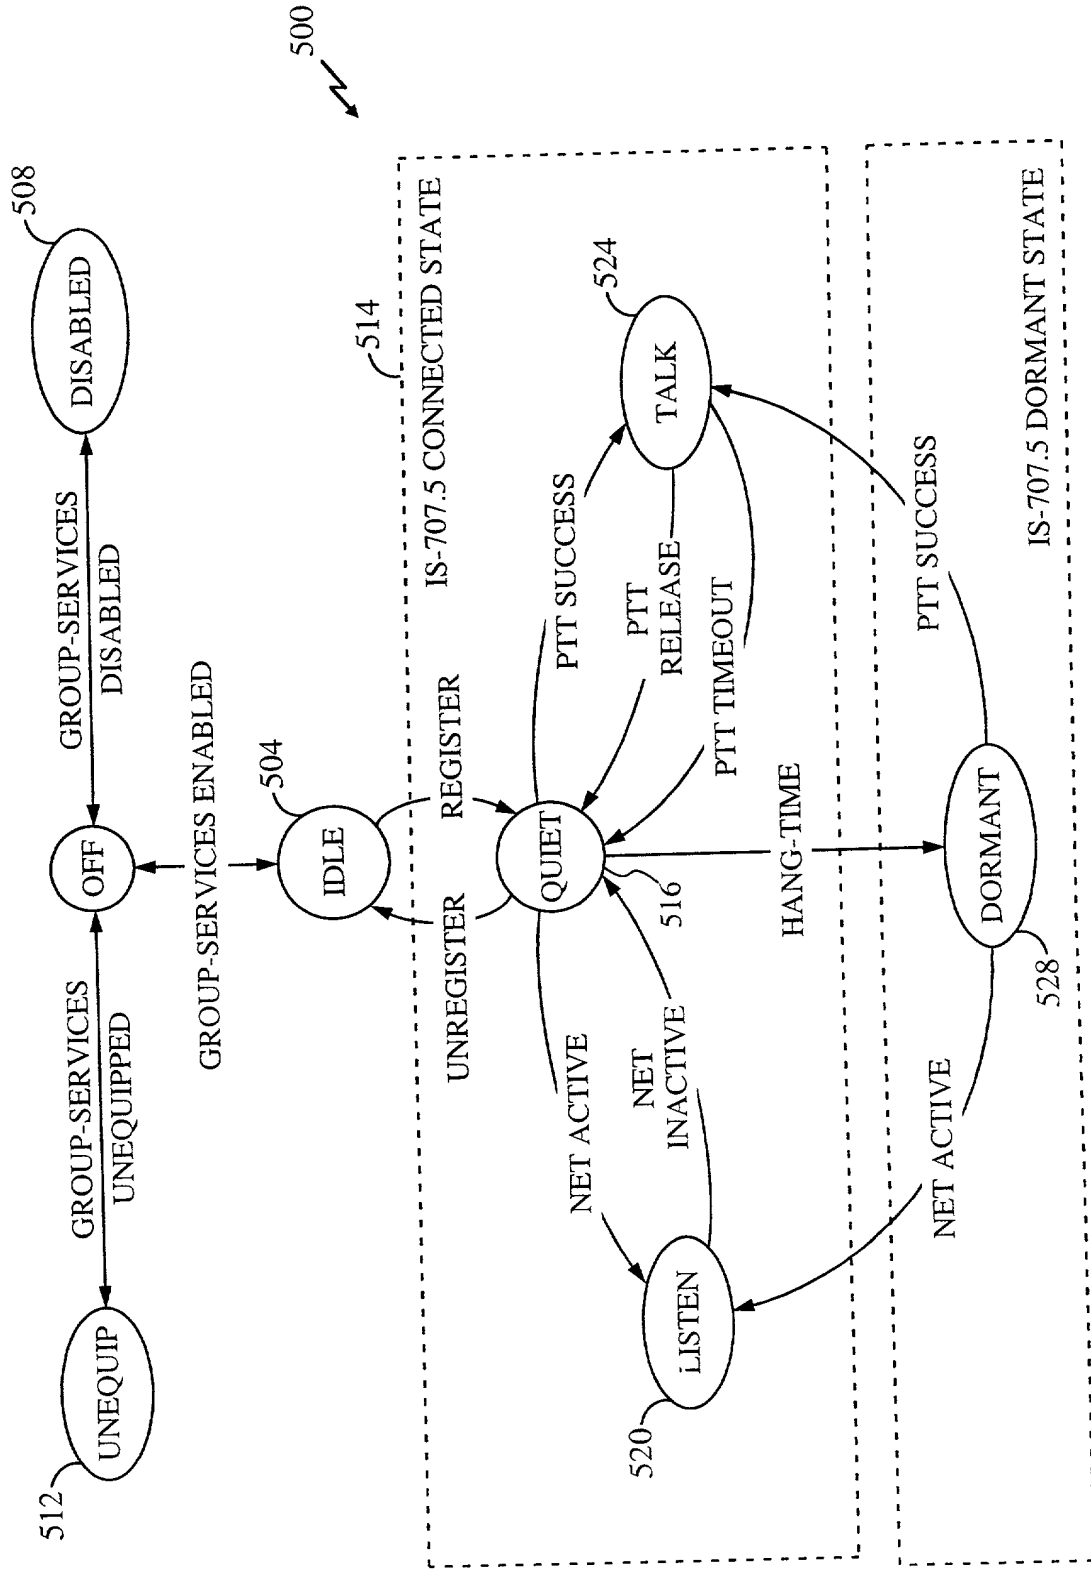 500
512
UNEQUIP
GROUP-SERVICES
UNEQUIPPED
OFF
GROUP-SERVICES
DISABLED
DISABLED
508
GROUP-SERVICES ENABLED
IDLE
504
514
UNREGISTER
REGISTER
IS-707.5 CONNECTED STATE
QUIET
516
NET ACTIVE
NET
INACTIVE
PTT SUCCESS
PTT
RELEASE
PTT TIMEOUT
520
LISTEN
TALK
524
HANG-TIME
NET ACTIVE
528
DORMANT
PTT SUCCESS
IS-707.5 DORMANT STATE